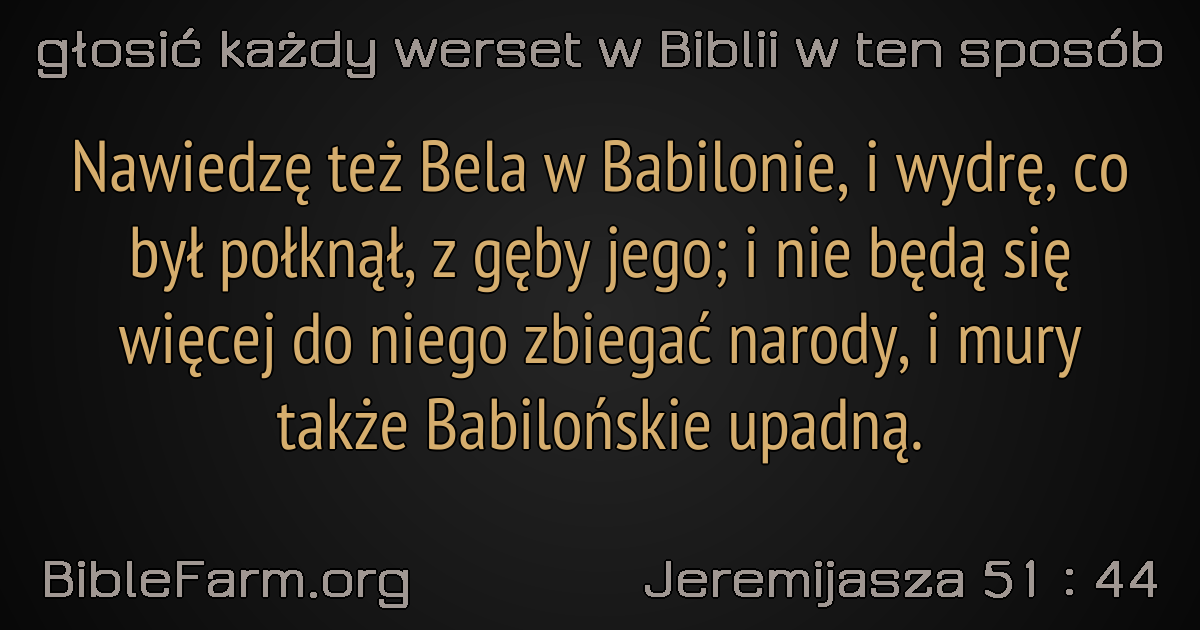 głosić każdy werset w Biblii w ten sposób
Nawiedzę też Bela w Babilonie, i wydrę, co
był połknął, z gęby jego; i nie będą się
więcej do niego zbiegać narody, i mury
także Babilońskie upadną.
BibleFarm.org
Jeremijasza 51 : 44